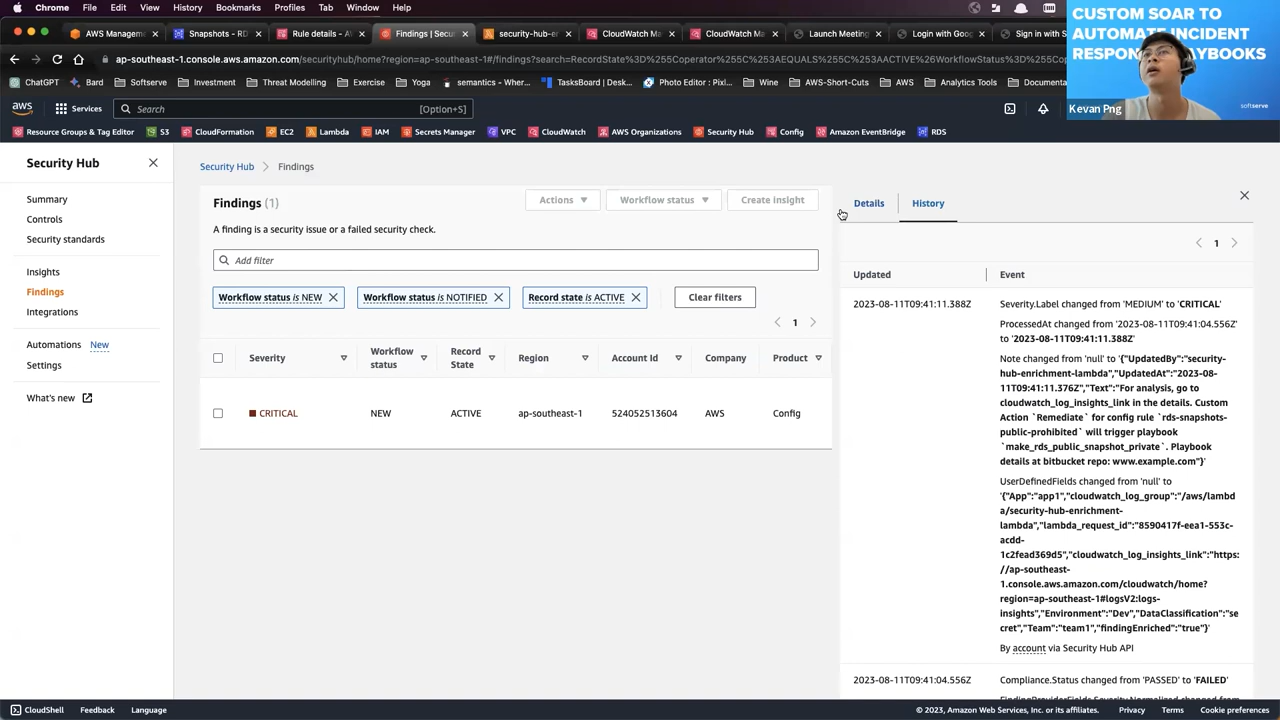 Chrome File Edit View History Bookmarks Profiles Tab Window Help
AWS Manageme
Snapshots - RD
Rule details - AV
Findings | Secu
security-hub-en
CloudWatch Ma
CloudWatch Ma
Launch Meeting
Login with Goog
Sign in with S
ap-southeast-1.console.aws.amazon.com/securityhub/home?region=ap-southeast-1#/findings?search=RecordState%3D%255Coperator%255C%253AEQUALS%255C%253AACTIVE%26WorkflowStatus%3D%255Cop
ChatGPT Bard Softserve Investments Exercise Yoga semantics - Wher... TasksBoard | Deskt... Photo Editor : Pixl... Wine AWS-Short-Cuts AWS Analytics Tools Documenta
aws Services Search [Option+S]
Resource Groups & Tag Editor S3 CloudFormation EC2 Lambda IAM Secrets Manager VPC CloudWatch AWS Organizations Security Hub Config Amazon EventBridge RDS
CUSTOM SOAR TO
AUTOMATE INCIDENT
RESPONSE PLAYBOOKS
Kevan Png
softserve
Security Hub
Summary
Controls
Security standards
Insights
Findings
Integrations
Automations New
Settings
What's new
Security Hub > Findings
Findings (1)
Actions
Workflow status
Create insight
A finding is a security issue or a failed security check.
Add filter
Workflow status is NEW
Workflow status is NOTIFIED
Record state is ACTIVE
Clear filters
1
Severity Workflow status Record State Region Account Id Company Product
CRITICAL NEW ACTIVE ap-southeast-1 524052513604 AWS Config
Details History
1
Updated Event
2023-08-11T09:41:11.388Z Severity.Label changed from 'MEDIUM' to 'CRITICAL'
ProcessedAt changed from '2023-08-11T09:41:04.556Z'
to '2023-08-11T09:41:11.388Z'
Note changed from 'null' to '{"UpdatedBy":"security-
hub-enrichment-lambda","UpdatedAt":"2023-08-
11T09:41:11.376Z","Text":"For analysis, go to
cloudwatch_log_insights_link in the details. Custom
Action `Remediate` for config rule `rds-snapshots-
public-prohibited` will trigger playbook
`make_rds_public_snapshot_private`. Playbook
details at bitbucket repo: www.example.com"}'
UserDefinedFields changed from 'null' to
'{"App":"app1","cloudwatch_log_group":"/aws/lambd
a/security-hub-enrichment-
lambda","lambda_request_id":"8590417f-eea1-553c-
acdd-
1c2fead369d5","cloudwatch_log_insights_link":"https:
//ap-southeast-
1.console.aws.amazon.com/cloudwatch/home?
region=ap-southeast-1#logsV2:logs-
insights","Environment":"Dev","DataClassification":"se
cret","Team":"team1","findingEnriched":"true"}'
By account via Security Hub API
2023-08-11T09:41:04.556Z Compliance.Status changed from 'PASSED' to 'FAILED'
FindingProviderFields.Severity.Normalized changed from
CloudShell Feedback Language
© 2023, Amazon Web Services, Inc. or its affiliates. Privacy Terms Cookie preferences